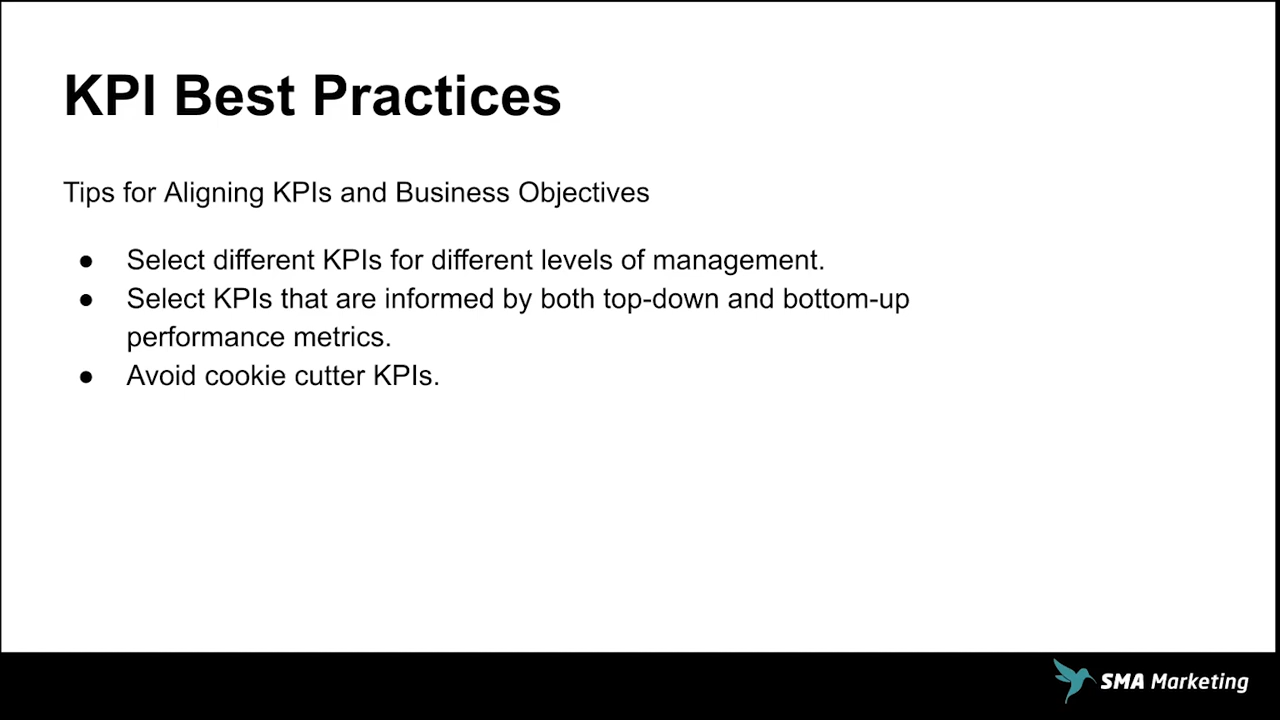 KPI Best Practices
Tips for Aligning KPIs and Business Objectives
● Select different KPIs for different levels of management.
● Select KPIs that are informed by both top-down and bottom-up
performance metrics.
● Avoid cookie cutter KPIs.
SMA Marketing